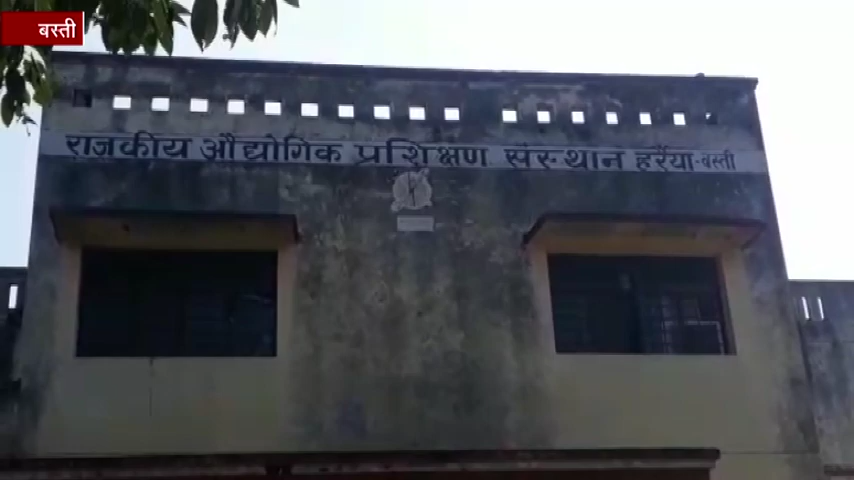 बस्ती
राजकीय औद्योगिक प्रशिक्षण संस्थान हर्रैया-बस्ती